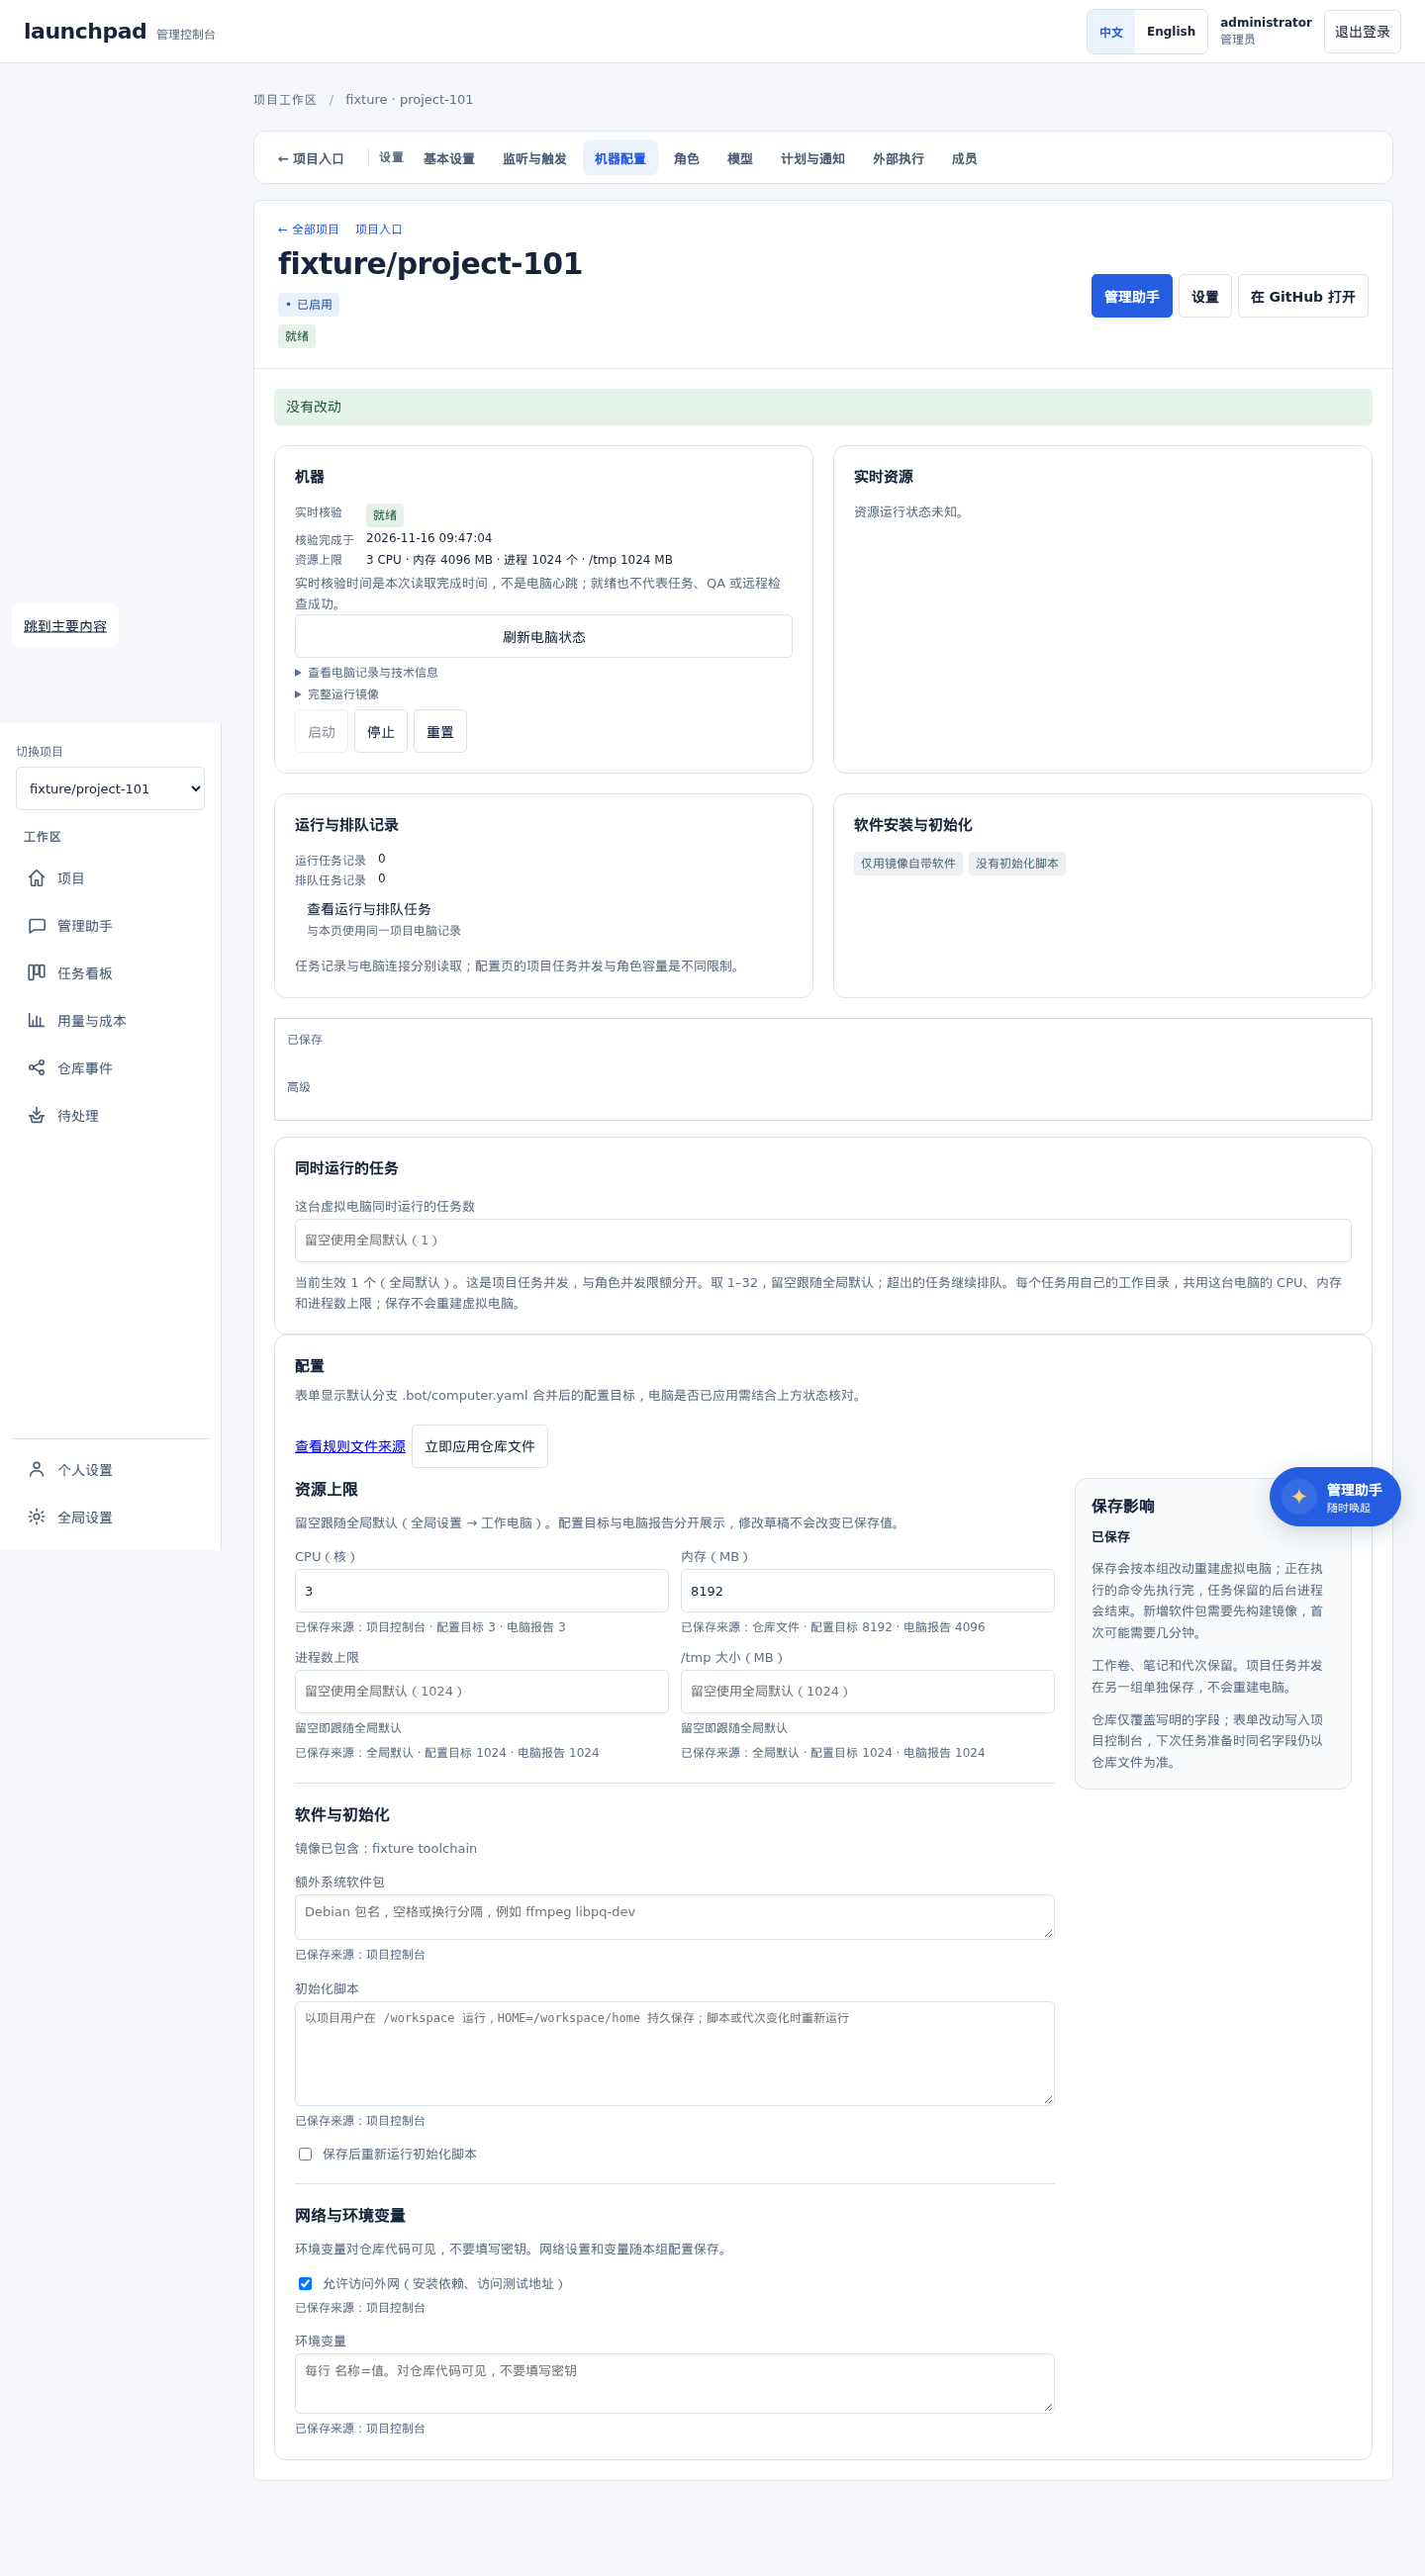 launchpad 管理控制台
中文 English administrator 管理员 退出登录
项目工作区 / fixture · project-101
← 项目入口 设置 基本设置 监听与触发 机器配置 角色 模型 计划与通知 外部执行 成员
← 全部项目 项目入口
fixture/project-101
• 已启用
就绪
管理助手 设置 在 GitHub 打开
没有改动
机器
实时核验 就绪
核验完成于 2026-11-16 09:47:04
资源上限 3 CPU · 内存 4096 MB · 进程 1024 个 · /tmp 1024 MB
实时核验时间是本次读取完成时间，不是电脑心跳；就绪也不代表任务、QA 或远程检
查成功。
刷新电脑状态
▶ 查看电脑记录与技术信息
▶ 完整运行镜像
启动 停止 重置
实时资源
资源运行状态未知。
跳到主要内容
切换项目
fixture/project-101
工作区
项目
管理助手
任务看板
用量与成本
仓库事件
待处理
个人设置
全局设置
运行与排队记录
运行任务记录 0
排队任务记录 0
查看运行与排队任务
与本页使用同一项目电脑记录
任务记录与电脑连接分别读取；配置页的项目任务并发与角色容量是不同限制。
软件安装与初始化
仅用镜像自带软件 没有初始化脚本
已保存
高级
同时运行的任务
这台虚拟电脑同时运行的任务数
留空使用全局默认（1）
当前生效 1 个（全局默认）。这是项目任务并发，与角色并发限额分开。取 1–32，留空跟随全局默认；超出的任务继续排队。每个任务用自己的工作目录，共用这台电脑的 CPU、内存
和进程数上限；保存不会重建虚拟电脑。
配置
表单显示默认分支 .bot/computer.yaml 合并后的配置目标，电脑是否已应用需结合上方状态核对。
查看规则文件来源 立即应用仓库文件
资源上限
留空跟随全局默认（全局设置 → 工作电脑）。配置目标与电脑报告分开展示，修改草稿不会改变已保存值。
CPU（核） 内存（MB）
3 8192
已保存来源：项目控制台 · 配置目标 3 · 电脑报告 3 已保存来源：仓库文件 · 配置目标 8192 · 电脑报告 4096
进程数上限 /tmp 大小（MB）
留空使用全局默认（1024） 留空使用全局默认（1024）
留空即跟随全局默认 留空即跟随全局默认
已保存来源：全局默认 · 配置目标 1024 · 电脑报告 1024 已保存来源：全局默认 · 配置目标 1024 · 电脑报告 1024
管理助手
随时唤起
保存影响
已保存
保存会按本组改动重建虚拟电脑；正在执
行的命令先执行完，任务保留的后台进程
会结束。新增软件包需要先构建镜像，首
次可能需要几分钟。
工作卷、笔记和代次保留。项目任务并发
在另一组单独保存，不会重建电脑。
仓库仅覆盖写明的字段；表单改动写入项
目控制台，下次任务准备时同名字段仍以
仓库文件为准。
软件与初始化
镜像已包含：fixture toolchain
额外系统软件包
Debian 包名，空格或换行分隔，例如 ffmpeg libpq-dev
已保存来源：项目控制台
初始化脚本
以项目用户在 /workspace 运行，HOME=/workspace/home 持久保存；脚本或代次变化时重新运行
已保存来源：项目控制台
保存后重新运行初始化脚本
网络与环境变量
环境变量对仓库代码可见，不要填写密钥。网络设置和变量随本组配置保存。
允许访问外网（安装依赖、访问测试地址）
已保存来源：项目控制台
环境变量
每行 名称=值。对仓库代码可见，不要填写密钥
已保存来源：项目控制台